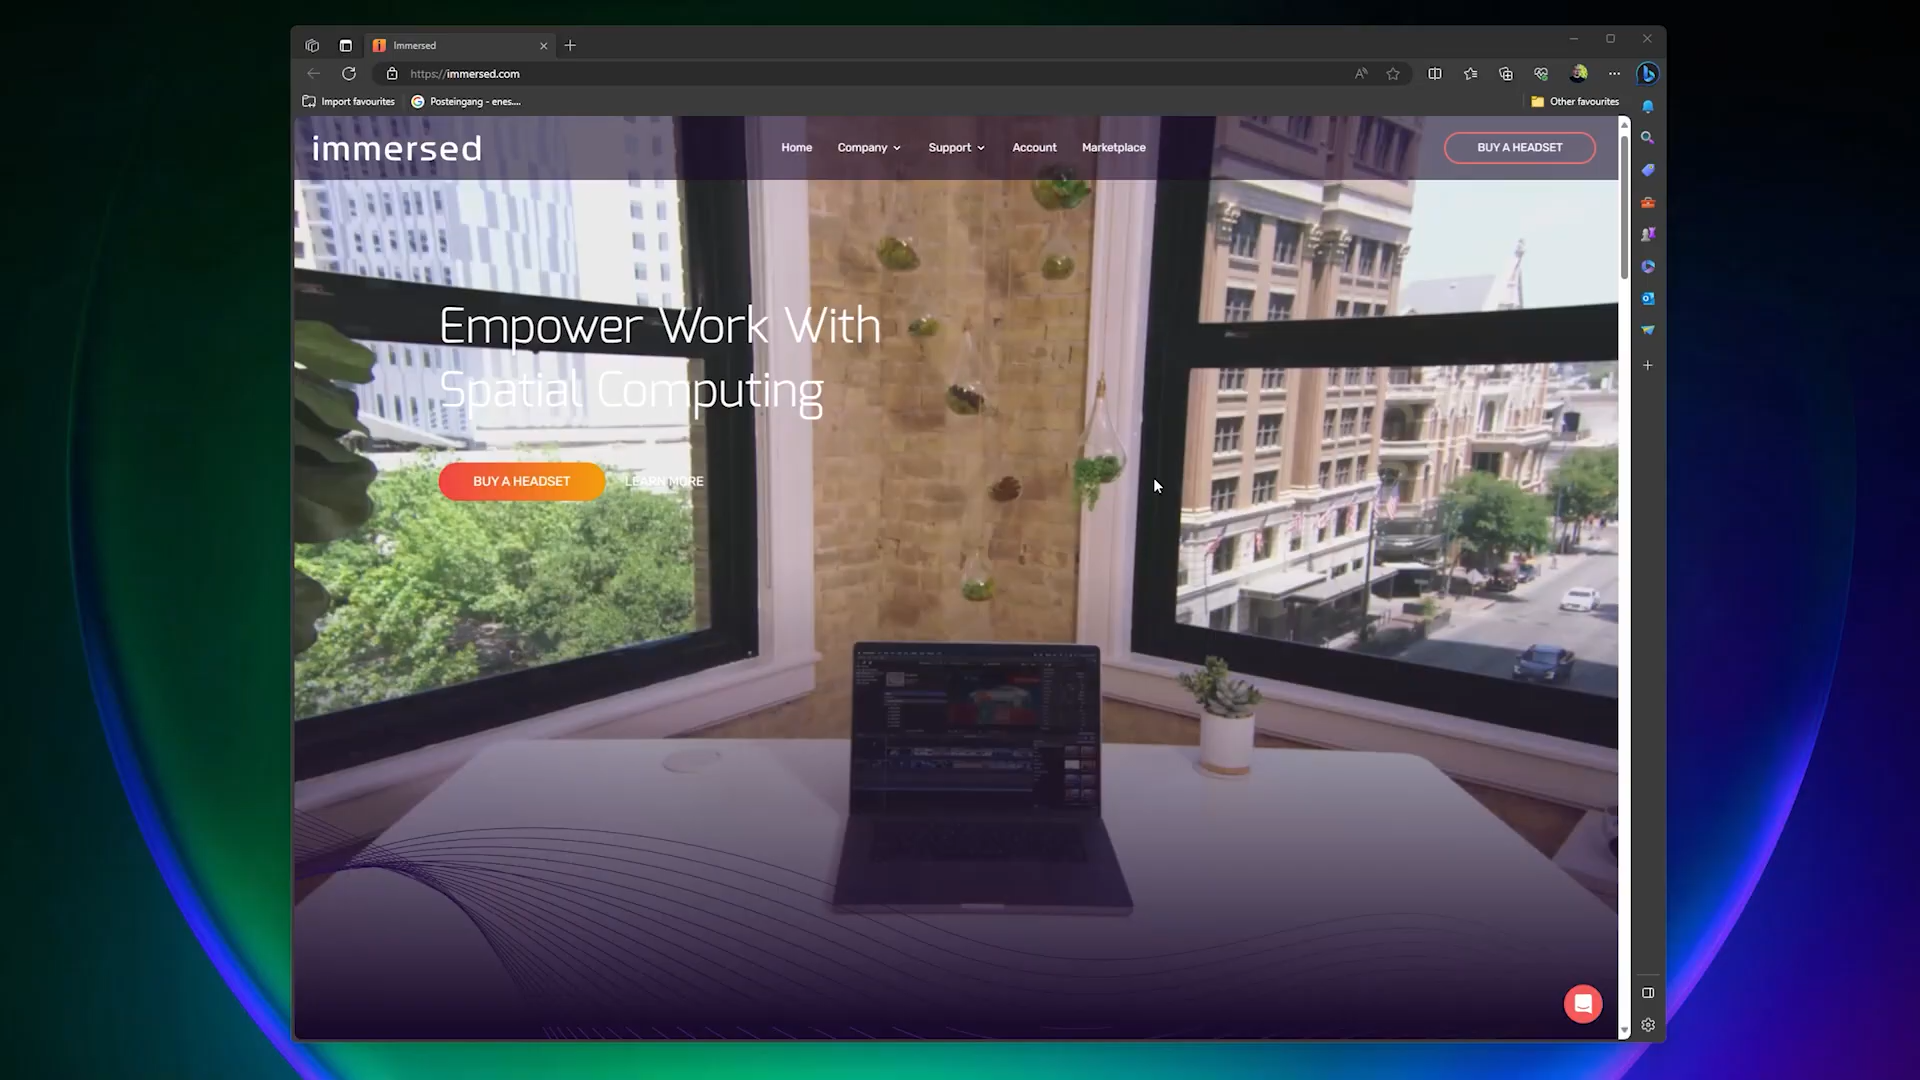 Immersed
https://immersed.com
Import favourites
Posteingang - enes....
Other favourites
immersed
Home
Company
Support
Account
Marketplace
BUY A HEADSET
Empower Work With
Spatial Computing
BUY A HEADSET
LEARN MORE